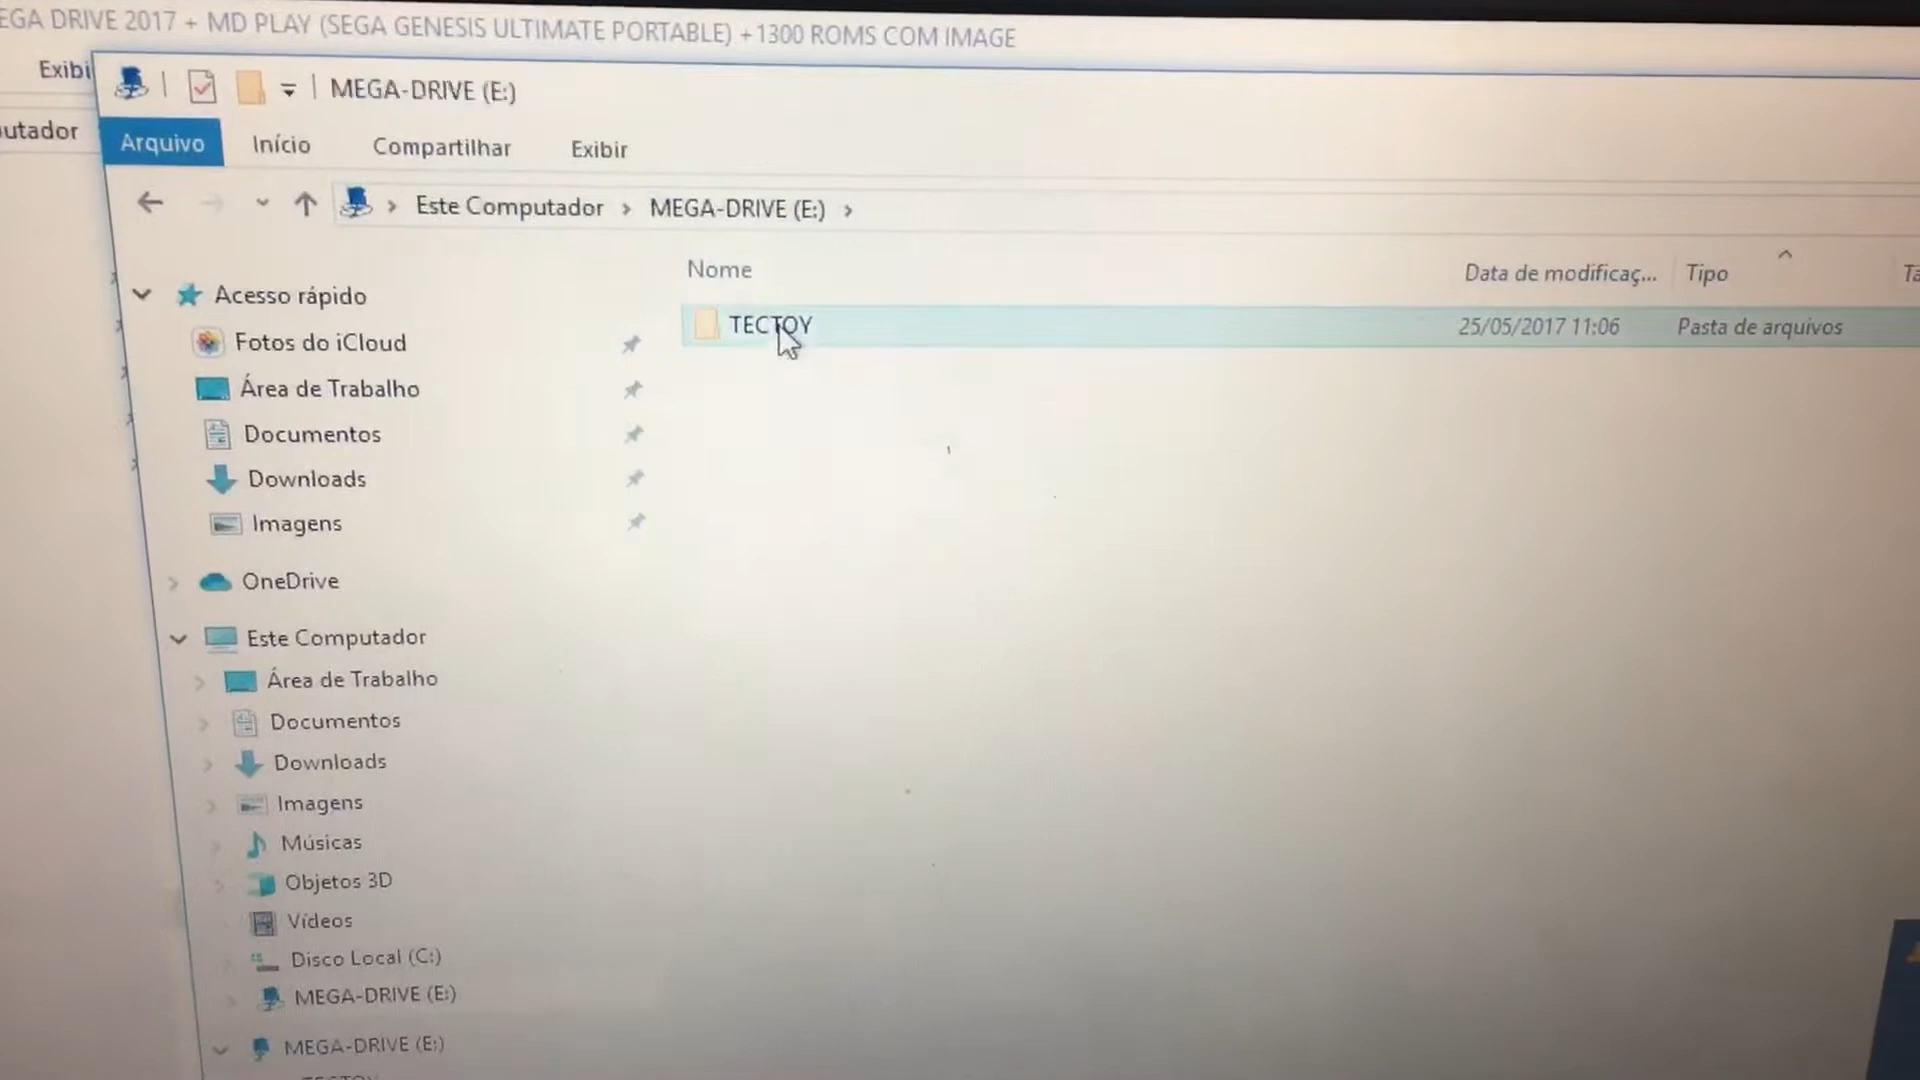 EGA DRIVE 2017 + MD PLAY (SEGA GENESIS ULTIMATE PORTABLE) +1300 ROMS COM IMAGE
Exibi
MEGA-DRIVE (E:)
utador
Arquivo Início Compartilhar Exibir
Este Computador > MEGA-DRIVE (E:) >
Nome Data de modificaç... Tipo Ta
TECTOY 25/05/2017 11:06 Pasta de arquivos
Acesso rápido
Fotos do iCloud
Área de Trabalho
Documentos
Downloads
Imagens
OneDrive
Este Computador
Área de Trabalho
Documentos
Downloads
Imagens
Músicas
Objetos 3D
Vídeos
Disco Local (C:)
MEGA-DRIVE (E:)
MEGA-DRIVE (E:)
TECTOY